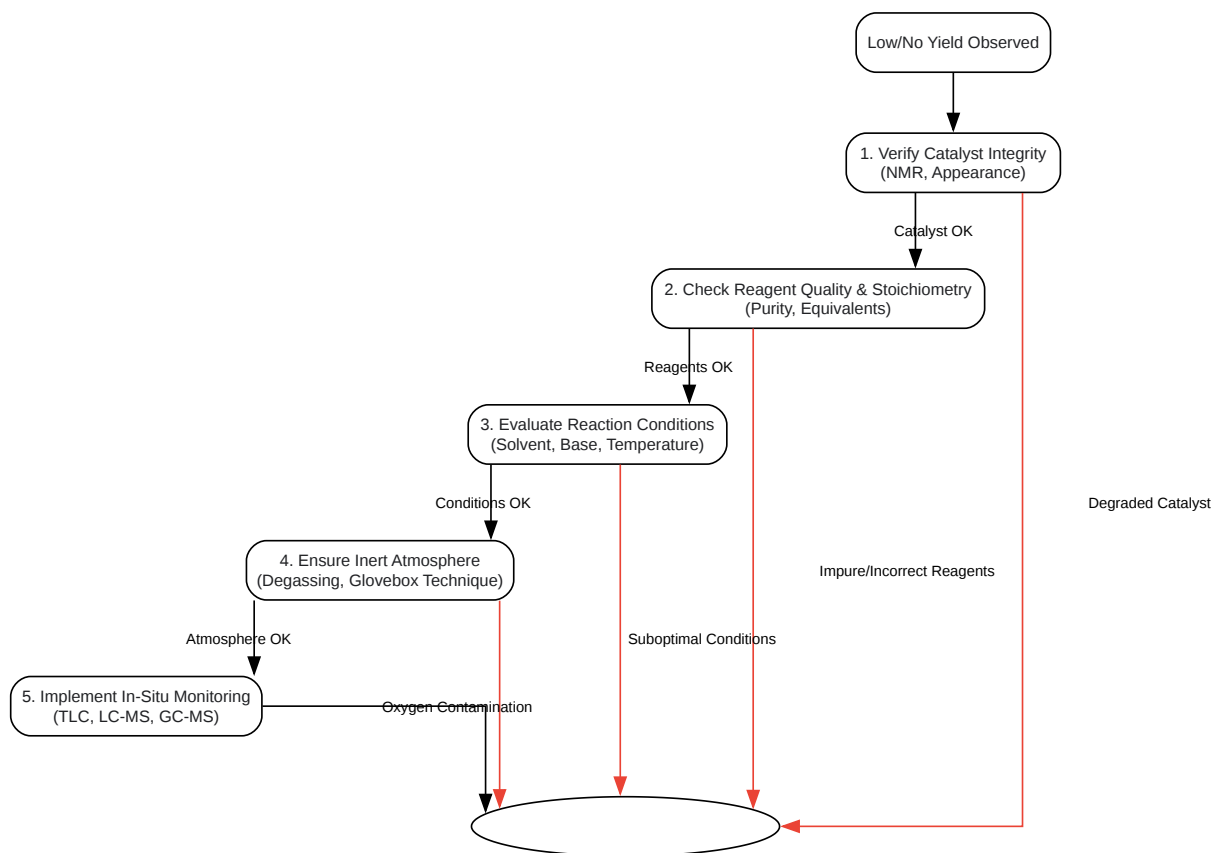 Low/No Yield Observed
1. Verify Catalyst Integrity
(NMR, Appearance)
Catalyst OK
2. Check Reagent Quality & Stoichiometry
(Purity, Equivalents)
Reagents OK
3. Evaluate Reaction Conditions
(Solvent, Base, Temperature)
Conditions OK
Degraded Catalyst
4. Ensure Inert Atmosphere
(Degassing, Glovebox Technique)
Impure/Incorrect Reagents
Atmosphere OK
Suboptimal Conditions
5. Implement In-Situ Monitoring
(TLC, LC-MS, GC-MS)
Oxygen Contamination